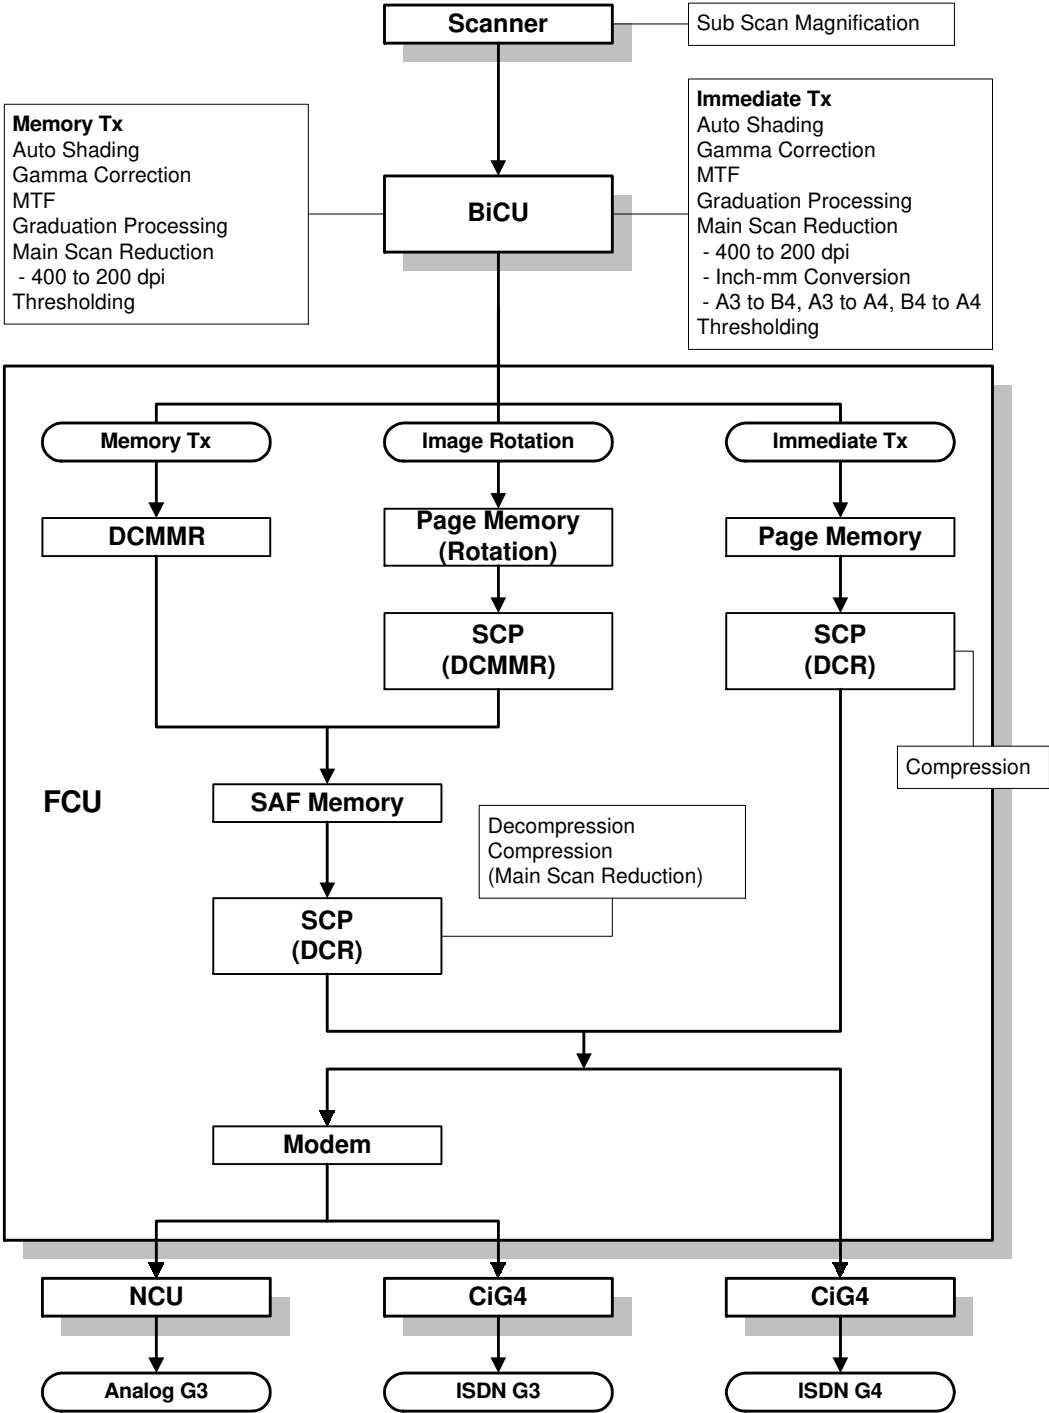 Scanner
Sub Scan Magnification
Memory Tx
Auto Shading
Gamma Correction
MTF
Graduation Processing
Main Scan Reduction
- 400 to 200 dpi
Thresholding
BiCU
Immediate Tx
Auto Shading
Gamma Correction
MTF
Graduation Processing
Main Scan Reduction
- 400 to 200 dpi
- Inch-mm Conversion
- A3 to B4, A3 to A4, B4 to A4
Thresholding
Memory Tx
Image Rotation
Immediate Tx
DCMMR
Page Memory
(Rotation)
Page Memory
SCP
(DCMMR)
SCP
(DCR)
Compression
FCU
SAF Memory
Decompression
Compression
(Main Scan Reduction)
SCP
(DCR)
Modem
NCU
CiG4
CiG4
Analog G3
ISDN G3
ISDN G4